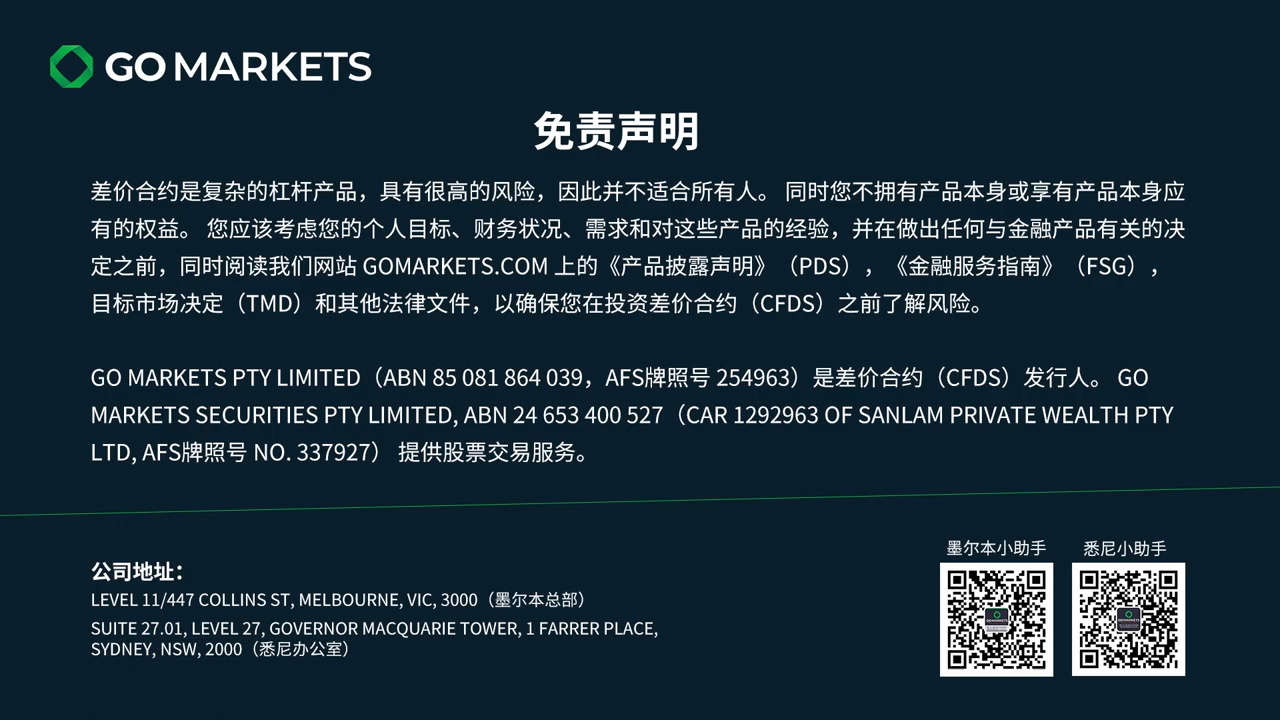 GO MARKETS
免责声明
差价合约是复杂的杠杆产品，具有很高的风险，因此并不适合所有人。 同时您不拥有产品本身或享有产品本身应
有的权益。 您应该考虑您的个人目标、财务状况、需求和对这些产品的经验，并在做出任何与金融产品有关的决
定之前，同时阅读我们网站 GOMARKETS.COM 上的《产品披露声明》（PDS），《金融服务指南》（FSG），
目标市场决定（TMD）和其他法律文件，以确保您在投资差价合约（CFDS）之前了解风险。
GO MARKETS PTY LIMITED（ABN 85 081 864 039，AFS牌照号 254963）是差价合约（CFDS）发行人。 GO
MARKETS SECURITIES PTY LIMITED, ABN 24 653 400 527（CAR 1292963 OF SANLAM PRIVATE WEALTH PTY
LTD, AFS牌照号 NO. 337927） 提供股票交易服务。
公司地址：
LEVEL 11/447 COLLINS ST, MELBOURNE, VIC, 3000（墨尔本总部）
SUITE 27.01, LEVEL 27, GOVERNOR MACQUARIE TOWER, 1 FARRER PLACE,
SYDNEY, NSW, 2000（悉尼办公室）
墨尔本小助手 悉尼小助手